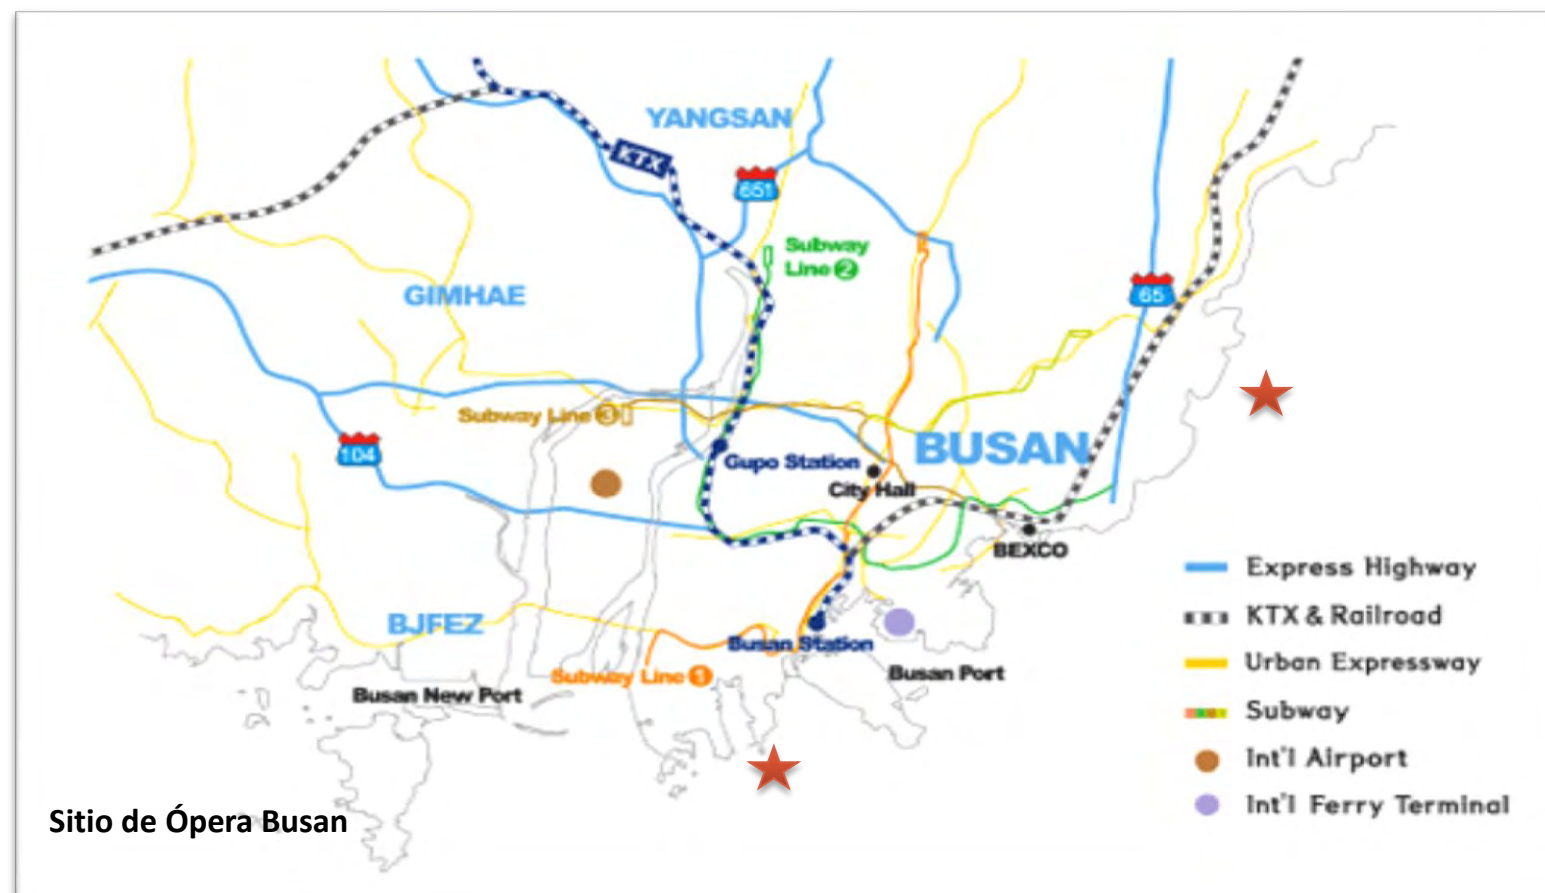 YANGSAN
KTX
651
Subway
Line 2
GIMHAE
65
Subway Line 3
104
BUSAN
Gupo Station
City Hall
BEXCO
BJFEZ
Busan Station
Busan Port
Subway Line 1
Busan New Port
Express Highway
KTX & Railroad
Urban Expressway
Subway
Int'l Airport
Int'l Ferry Terminal
Sitio de Ópera Busan